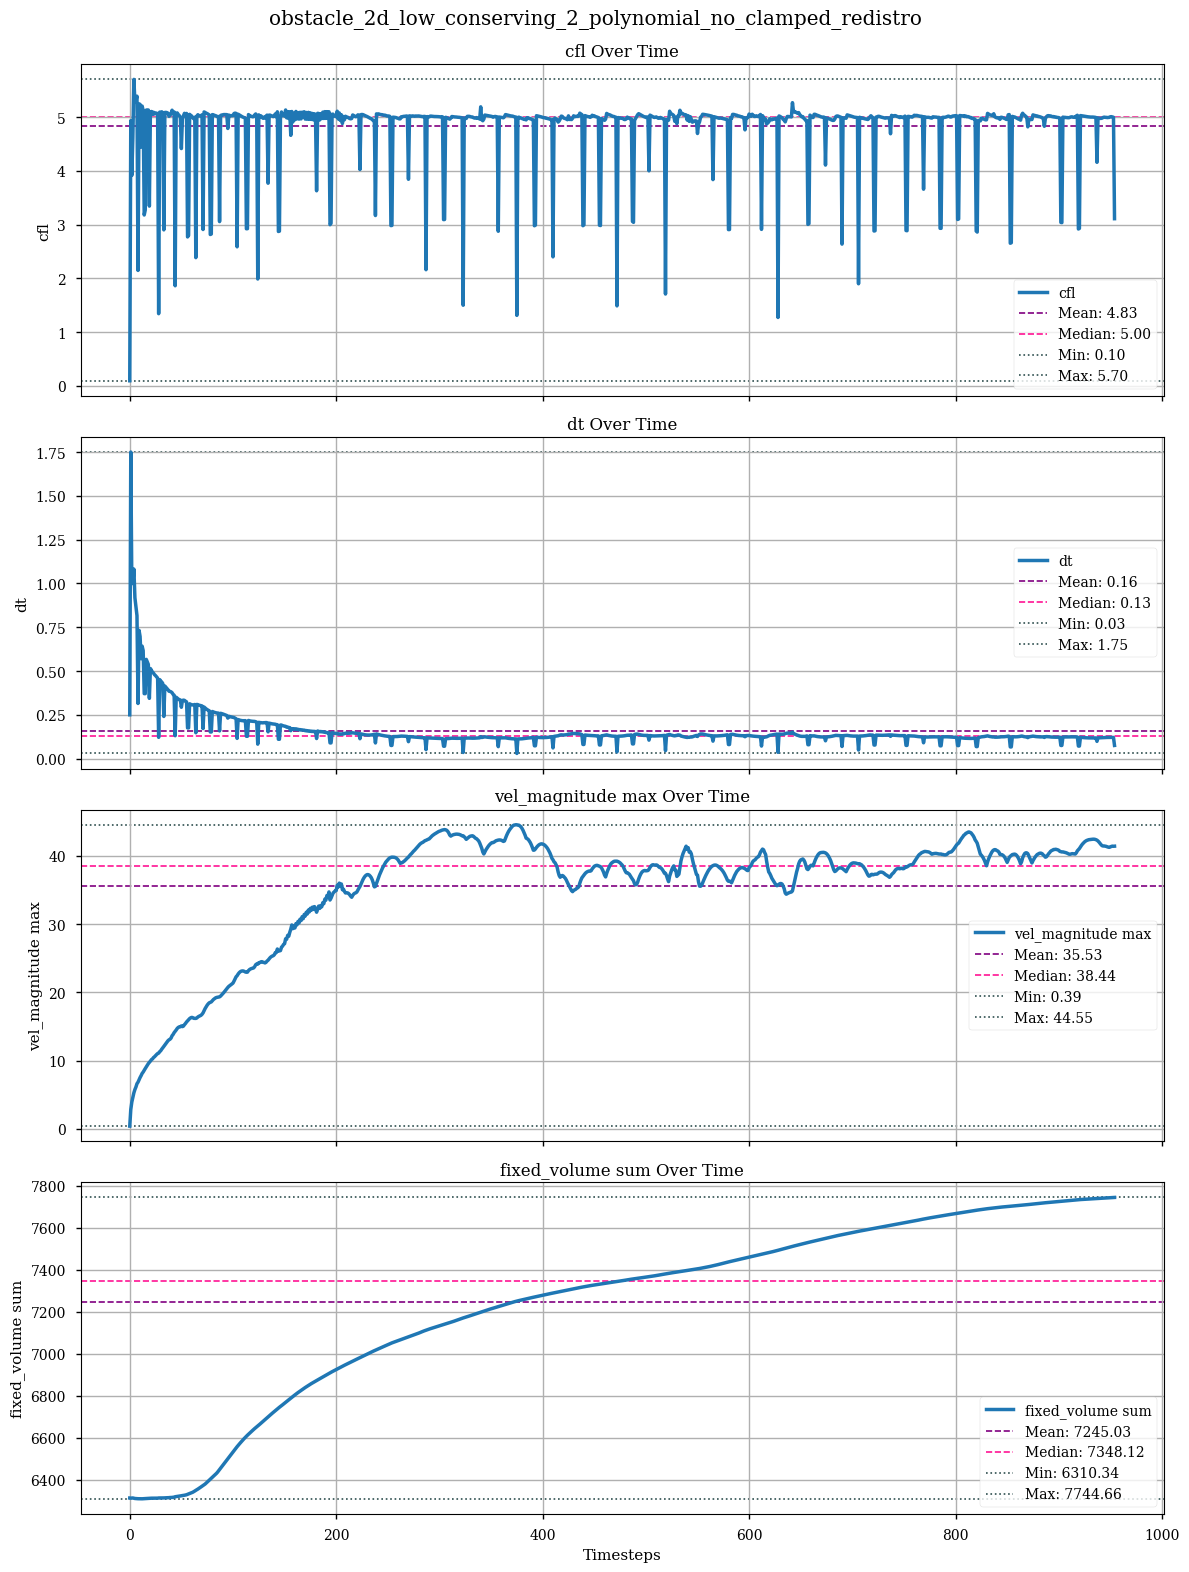 obstacle_2d_low_conserving_2_polynomial_no_clamped_redistro
cfl Over Time
cfl
5
4
3
2
1
0
cfl
Mean: 4.83
Median: 5.00
Min: 0.10
Max: 5.70
dt Over Time
dt
1.75
1.50
1.25
1.00
0.75
0.50
0.25
0.00
dt
Mean: 0.16
Median: 0.13
Min: 0.03
Max: 1.75
vel_magnitude max Over Time
vel_magnitude max
40
30
20
10
0
vel_magnitude max
Mean: 35.53
Median: 38.44
Min: 0.39
Max: 44.55
fixed_volume sum Over Time
fixed_volume sum
7800
7600
7400
7200
7000
6800
6600
6400
fixed_volume sum
Mean: 7245.03
Median: 7348.12
Min: 6310.34
Max: 7744.66
0 200 400 600 800 1000
Timesteps